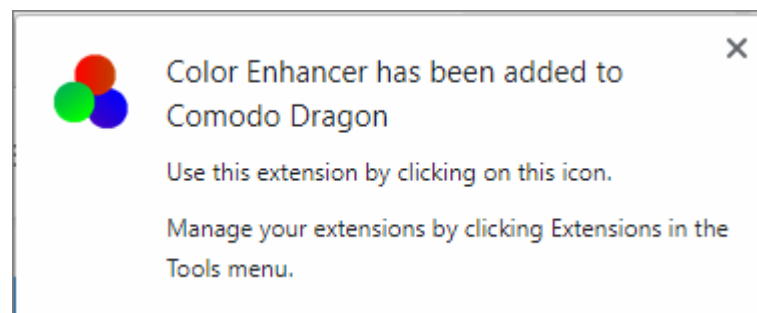 Color Enhancer has been added to
Comodo Dragon
Use this extension by clicking on this icon.
Manage your extensions by clicking Extensions in the
Tools menu.